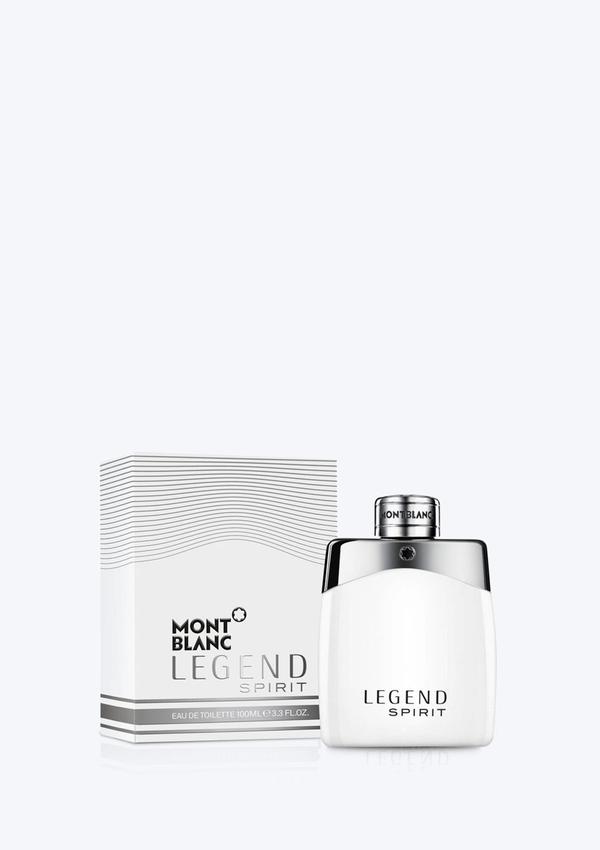 MONT
BLANC
LEGEND
SPIRIT
EAU DE TOILETTE 100ML ℮ 3.3 FL.OZ.
MONTBLANC
LEGEND
SPIRIT